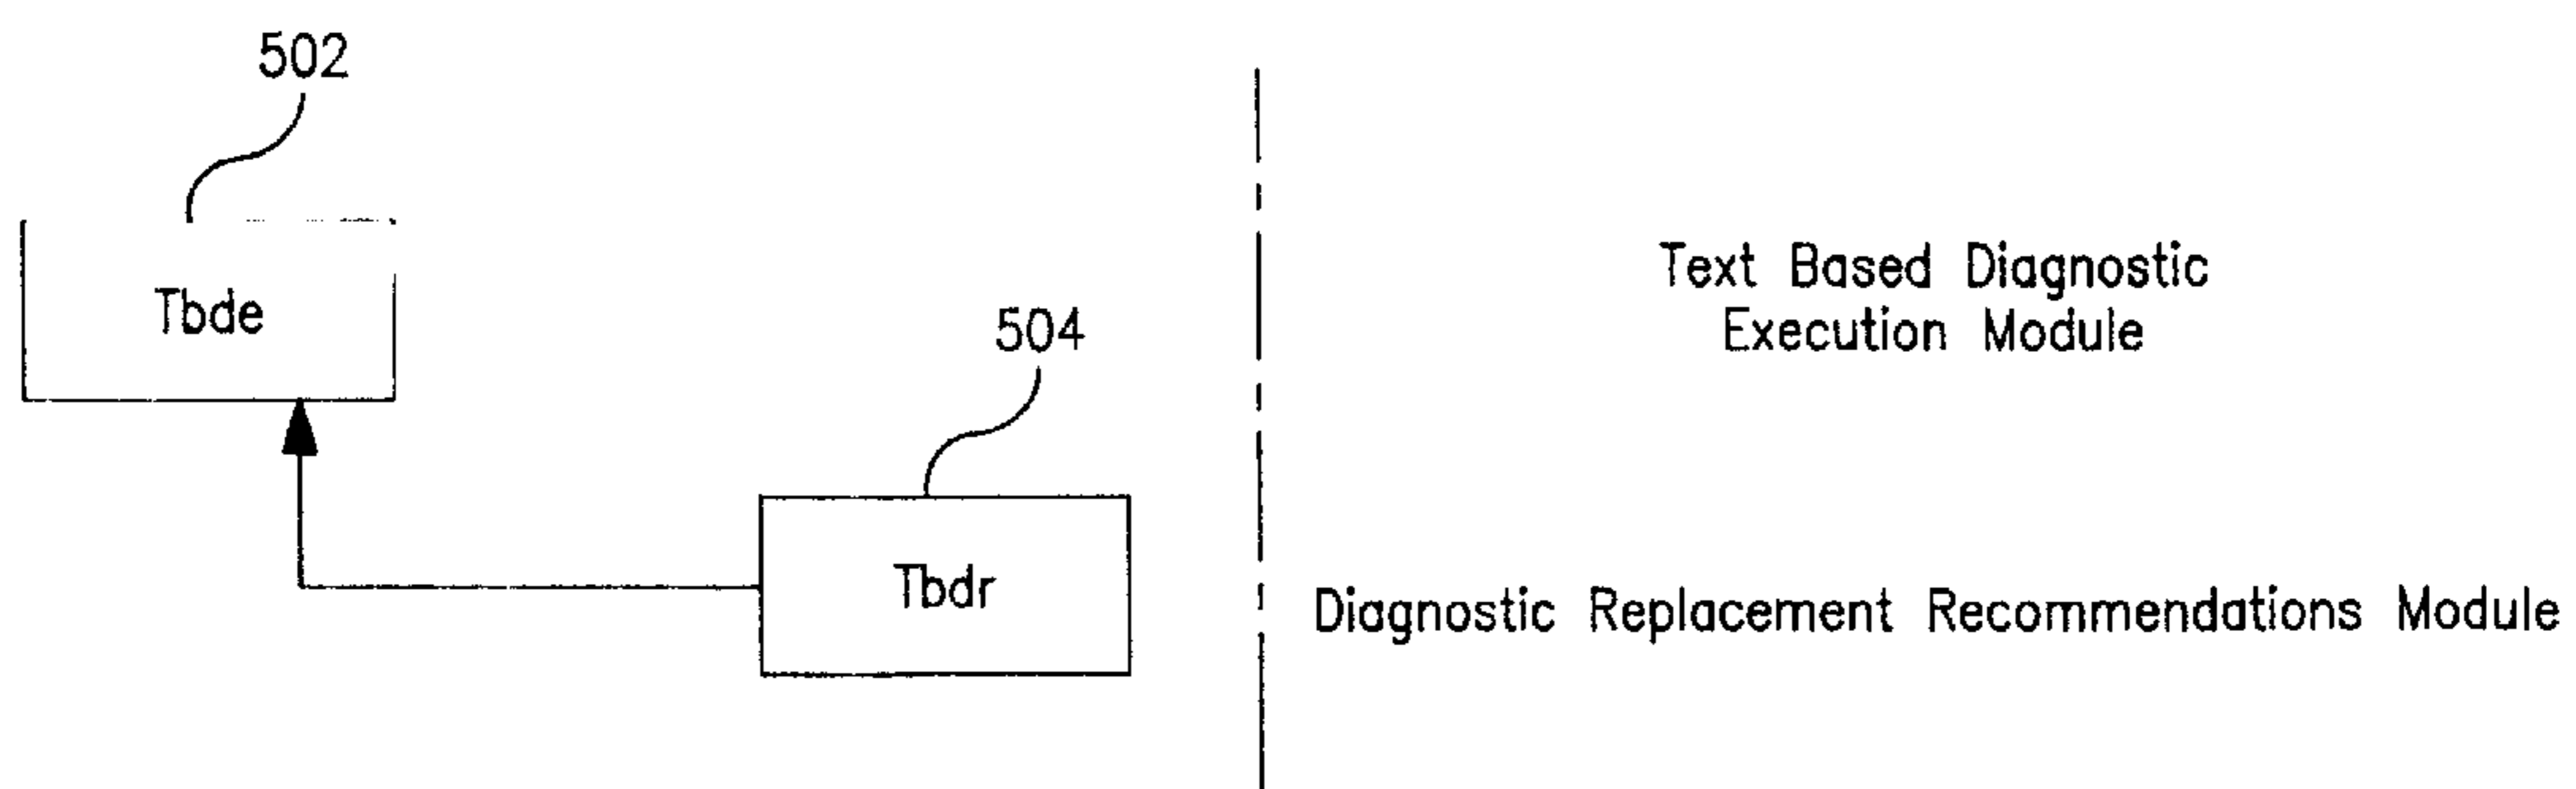 502
Tbde
Text Based Diagnostic
Execution Module
504
Tbdr
Diagnostic Replacement Recommendations Module